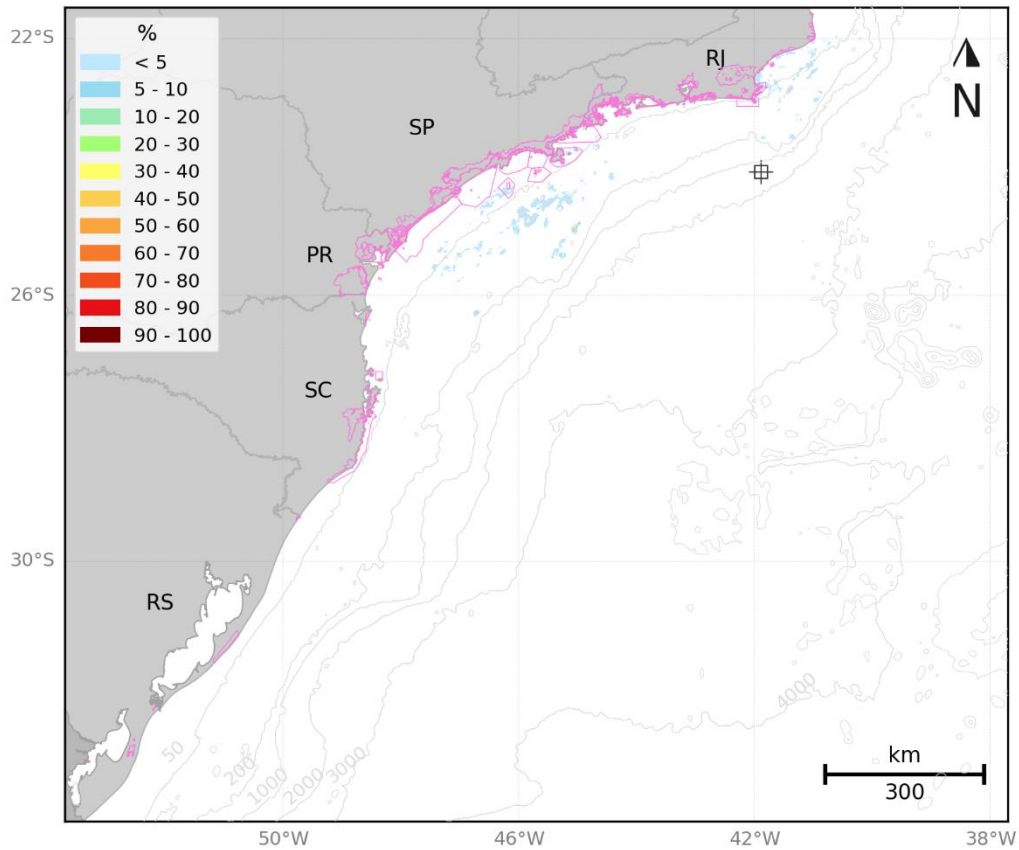 22°S
26°S
30°S
%
< 5
5 - 10
10 - 20
20 - 30
30 - 40
40 - 50
50 - 60
60 - 70
70 - 80
80 - 90
90 - 100
RJ
N
SP
PR
SC
RS
50
200
1000
2000
3000
4000
km
300
50°W
46°W
42°W
38°W